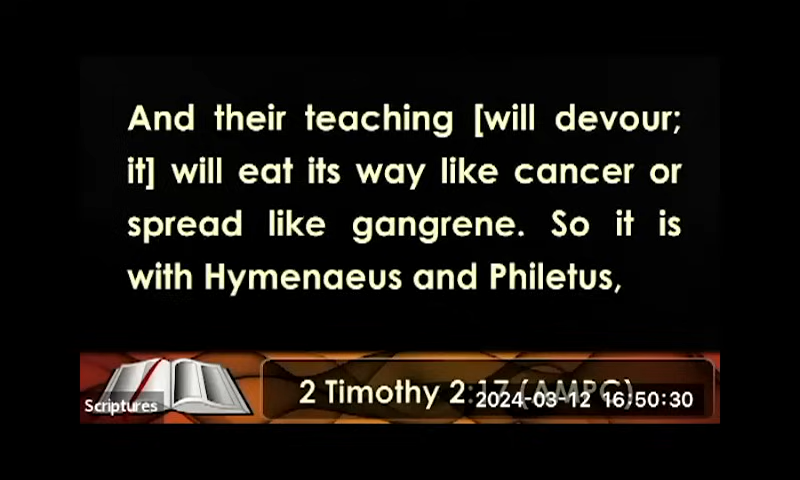 And their teaching [will devour;
it] will eat its way like cancer or
spread like gangrene. So it is
with Hymenaeus and Philetus,
2 Timothy 2:17 (AMPC)
Scriptures
2024-03-12 16:50:30